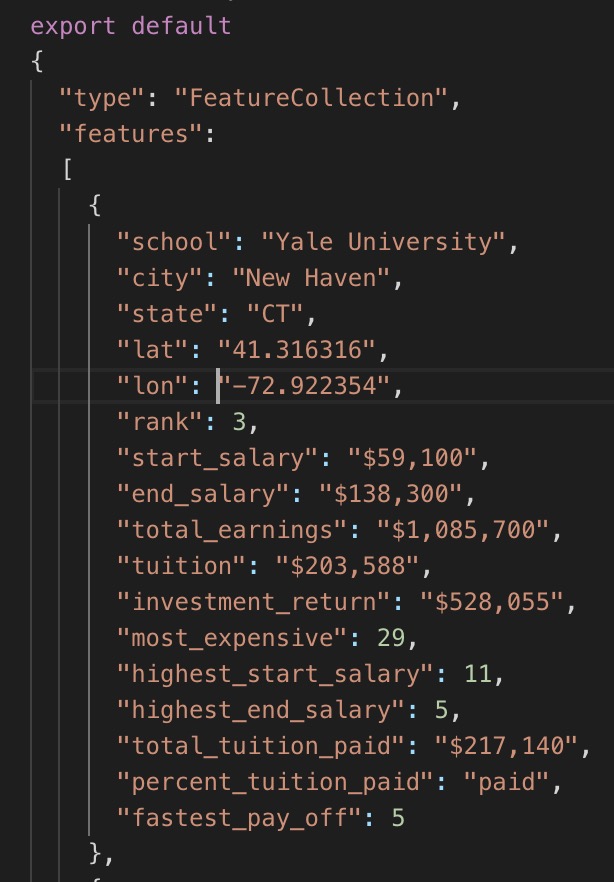 export default
{
"type": "FeatureCollection",
"features":
[
{
"school": "Yale University",
"city": "New Haven",
"state": "CT",
"lat": "41.316316",
"lon": "-72.922354",
"rank": 3,
"start_salary": "$59,100",
"end_salary": "$138,300",
"total_earnings": "$1,085,700",
"tuition": "$203,588",
"investment_return": "$528,055",
"most_expensive": 29,
"highest_start_salary": 11,
"highest_end_salary": 5,
"total_tuition_paid": "$217,140",
"percent_tuition_paid": "paid",
"fastest_pay_off": 5
},